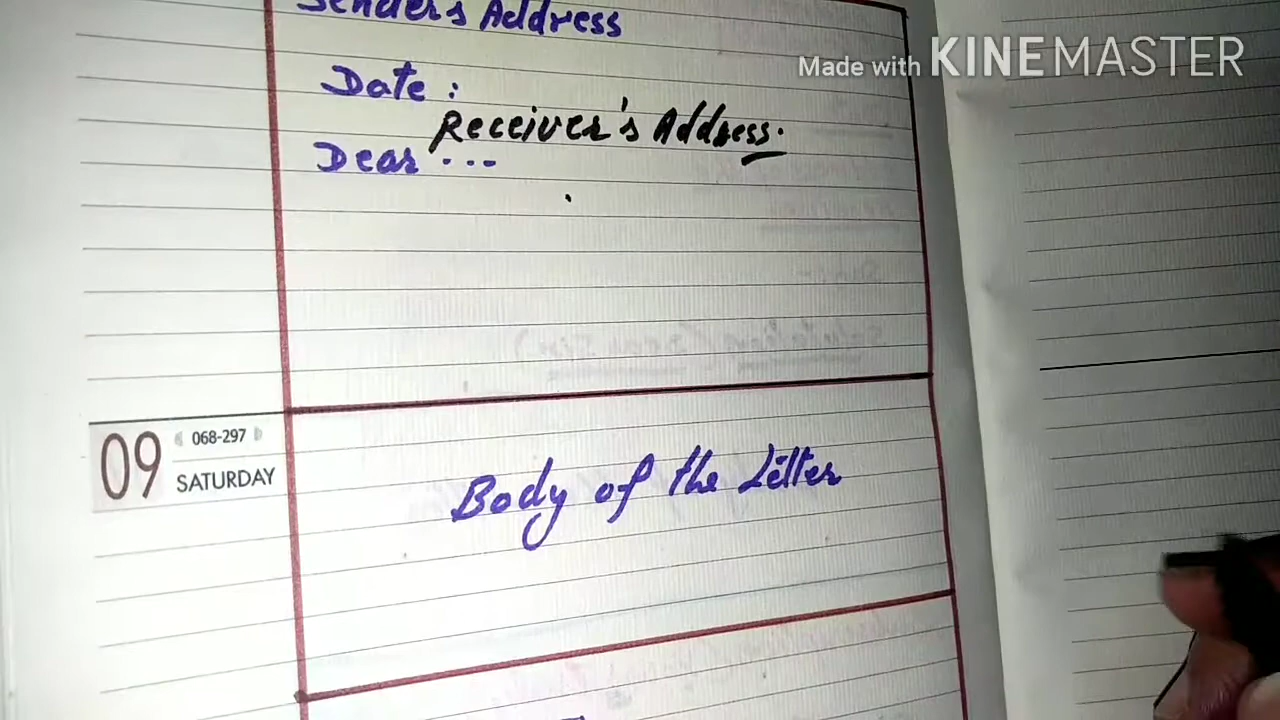 Sender's Address
Made with KINEMASTER
Date :
Receiver's Address.
Dear ...
09 068-297
SATURDAY
Body of the Letter